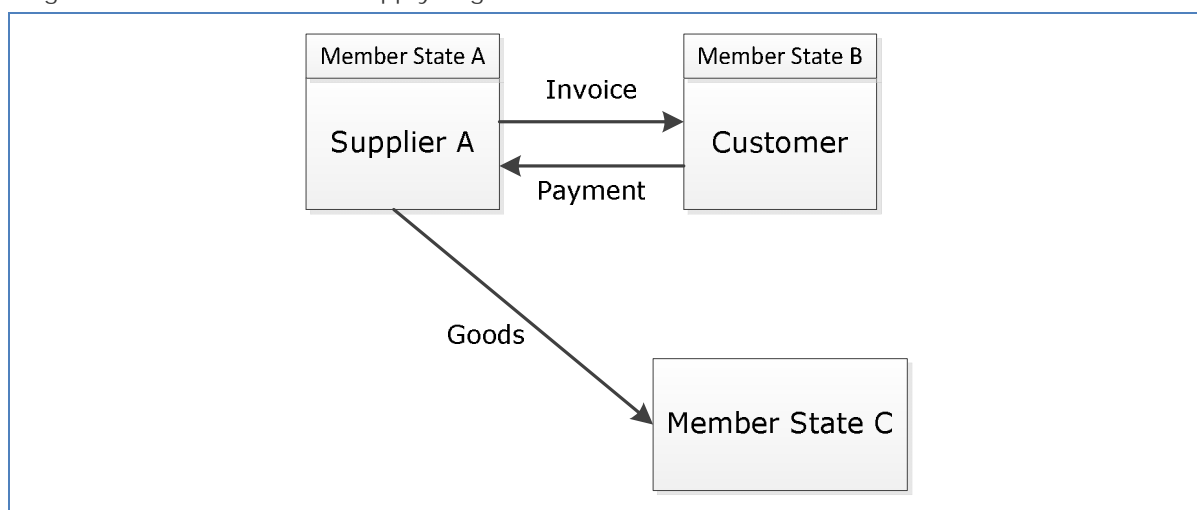 Member State A
Member State B
Invoice
Supplier A
Customer
Payment
Goods
Member State C